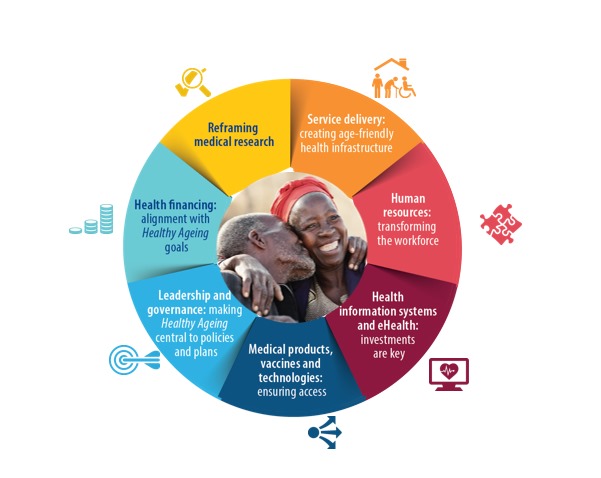 Reframing
medical research
Service delivery:
creating age-friendly
health infrastructure
Human
resources:
transforming
the workforce
Health
information systems
and eHealth:
investments
are key
Medical products,
vaccines and
technologies:
ensuring access
Leadership and
governance: making
Healthy Ageing
central to policies
and plans
Health financing:
alignment with
Healthy Ageing
goals